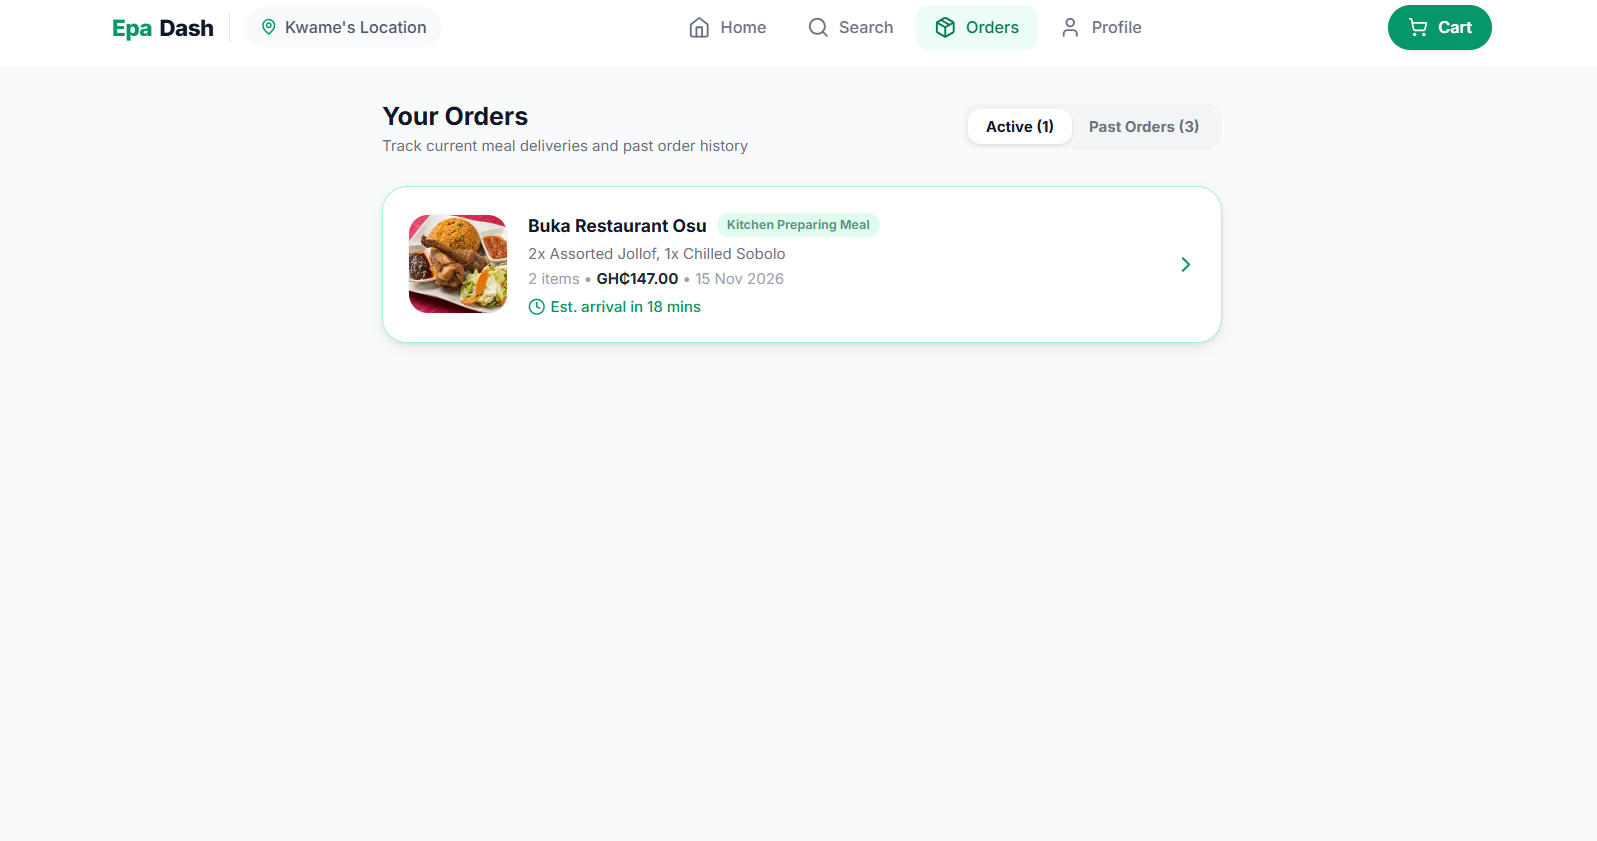 Epa Dash
Kwame's Location
Home
Search
Orders
Profile
Cart
Your Orders
Track current meal deliveries and past order history
Active (1)
Past Orders (3)
Buka Restaurant Osu
Kitchen Preparing Meal
2x Assorted Jollof, 1x Chilled Sobolo
2 items • GH₵147.00 • 15 Nov 2026
Est. arrival in 18 mins